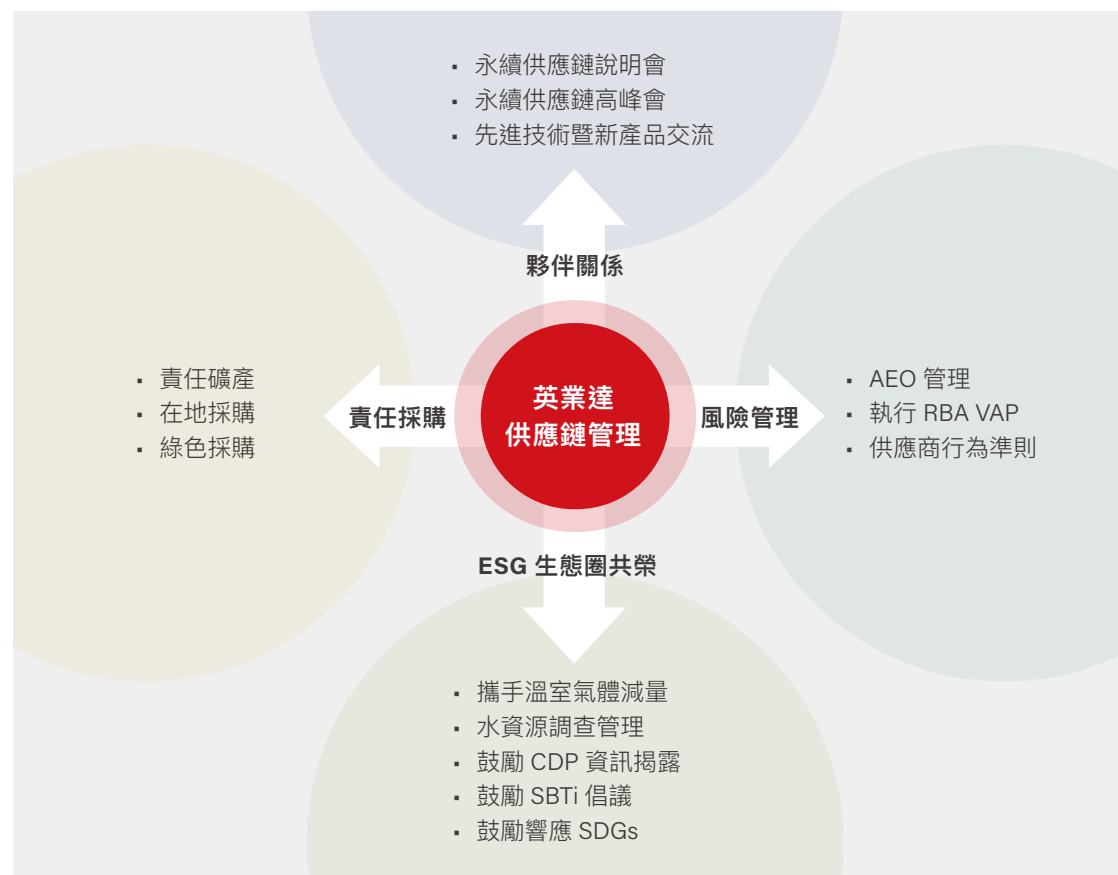 ▪ 永續供應鏈說明會
▪ 永續供應鏈高峰會
▪ 先進技術暨新產品交流
夥伴關係
▪ 責任礦產
▪ 在地採購
▪ 綠色採購
責任採購
英業達
供應鏈管理
風險管理
▪ AEO 管理
▪ 執行 RBA VAP
▪ 供應商行為準則
ESG 生態圈共榮
▪ 攜手溫室氣體減量
▪ 水資源調查管理
▪ 鼓勵 CDP 資訊揭露
▪ 鼓勵 SBTi 倡議
▪ 鼓勵響應 SDGs